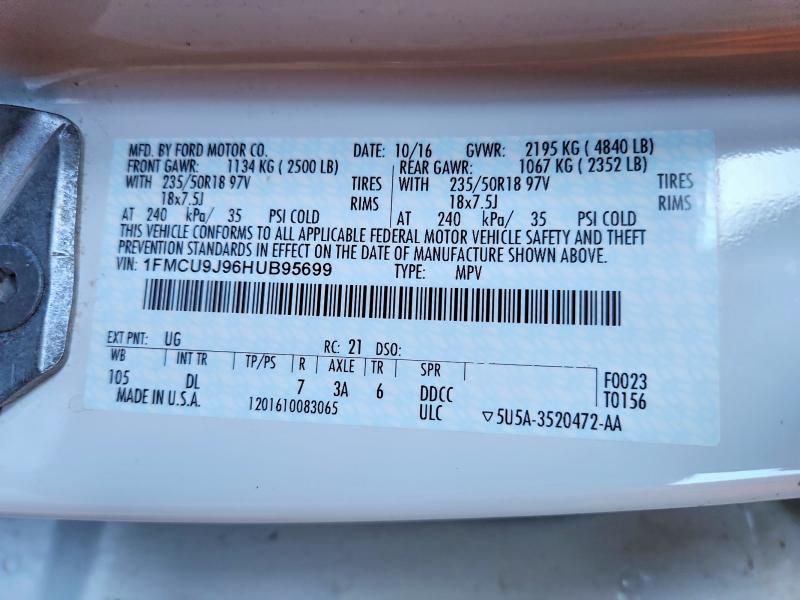 MFD. BY FORD MOTOR CO. DATE: 10/16 GVWR: 2195 KG ( 4840 LB)
FRONT GAWR: 1134 KG ( 2500 LB) REAR GAWR: 1067 KG ( 2352 LB)
WITH 235/50R18 97V TIRES WITH 235/50R18 97V TIRES
18x7.5J RIMS 18x7.5J RIMS
AT 240 kPa/ 35 PSI COLD AT 240 kPa/ 35 PSI COLD
THIS VEHICLE CONFORMS TO ALL APPLICABLE FEDERAL MOTOR VEHICLE SAFETY AND THEFT
PREVENTION STANDARDS IN EFFECT ON THE DATE OF MANUFACTURE SHOWN ABOVE.
VIN: 1FMCU9J96HUB95699 TYPE: MPV
EXT PNT: UG RC: 21 DSO:
WB INT TR TP/PS R AXLE TR SPR F0023
105 DL 7 3A 6 DDCC T0156
MADE IN U.S.A. 1201610083065 ULC ▽5U5A-3520472-AA